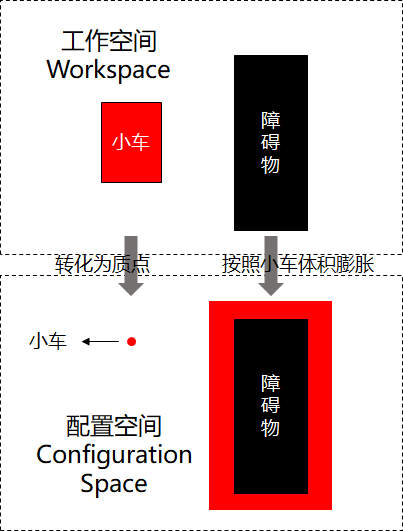 工作空间
Workspace
小车
障
碍
物
转化为质点
按照小车体积膨胀
小车
障
碍
物
配置空间
Configuration
Space